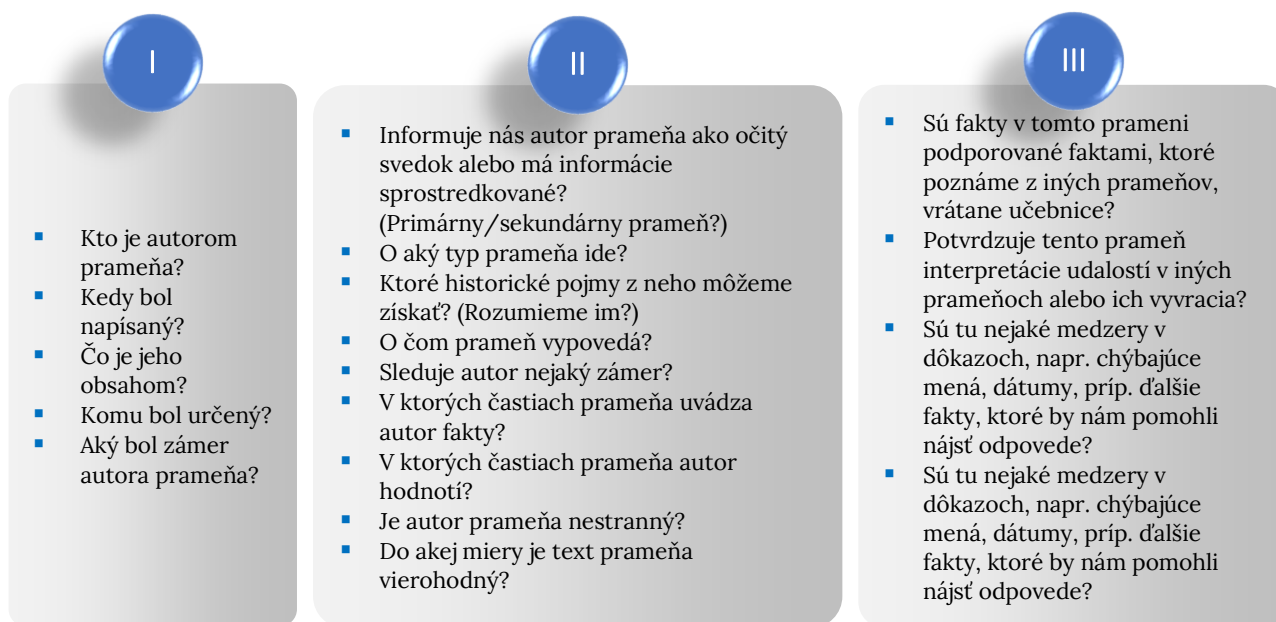 I
Kto je autorom
prameňa?
Kedy bol
napísaný?
Čo je jeho
obsahom?
Komu bol určený?
Aký bol zámer
autora prameňa?
II
Informuje nás autor prameňa ako očitý
svedok alebo má informácie
sprostredkované?
(Primárny/sekundárny prameň?)
O aký typ prameňa ide?
Ktoré historické pojmy z neho môžeme
získať? (Rozumieme im?)
O čom prameň vypovedá?
Sleduje autor nejaký zámer?
V ktorých častiach prameňa uvádza
autor fakty?
V ktorých častiach prameňa autor
hodnotí?
Je autor prameňa nestranný?
Do akej miery je text prameňa
vierohodný?
III
Sú fakty v tomto prameni
podporované faktami, ktoré
poznáme z iných prameňov,
vrátane učebnice?
Potvrdzuje tento prameň
interpretácie udalostí v iných
prameňoch alebo ich vyvracia?
Sú tu nejaké medzery v
dôkazoch, napr. chýbajúce
mená, dátumy, príp. ďalšie
fakty, ktoré by nám pomohli
nájsť odpovede?
Sú tu nejaké medzery v
dôkazoch, napr. chýbajúce
mená, dátumy, príp. ďalšie
fakty, ktoré by nám pomohli
nájsť odpovede?